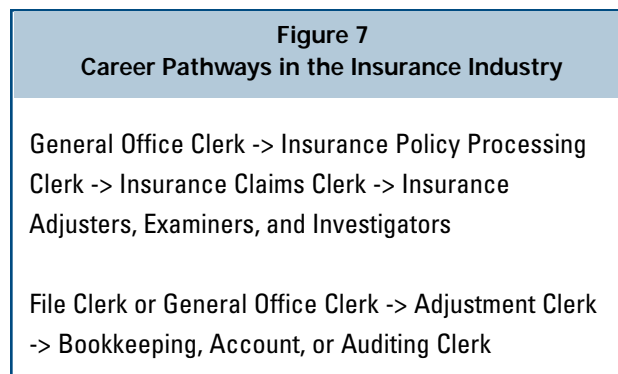 Figure 7
Career Pathways in the Insurance Industry
General Office Clerk -> Insurance Policy Processing
Clerk -> Insurance Claims Clerk -> Insurance
Adjusters, Examiners, and Investigators
File Clerk or General Office Clerk -> Adjustment Clerk
-> Bookkeeping, Account, or Auditing Clerk